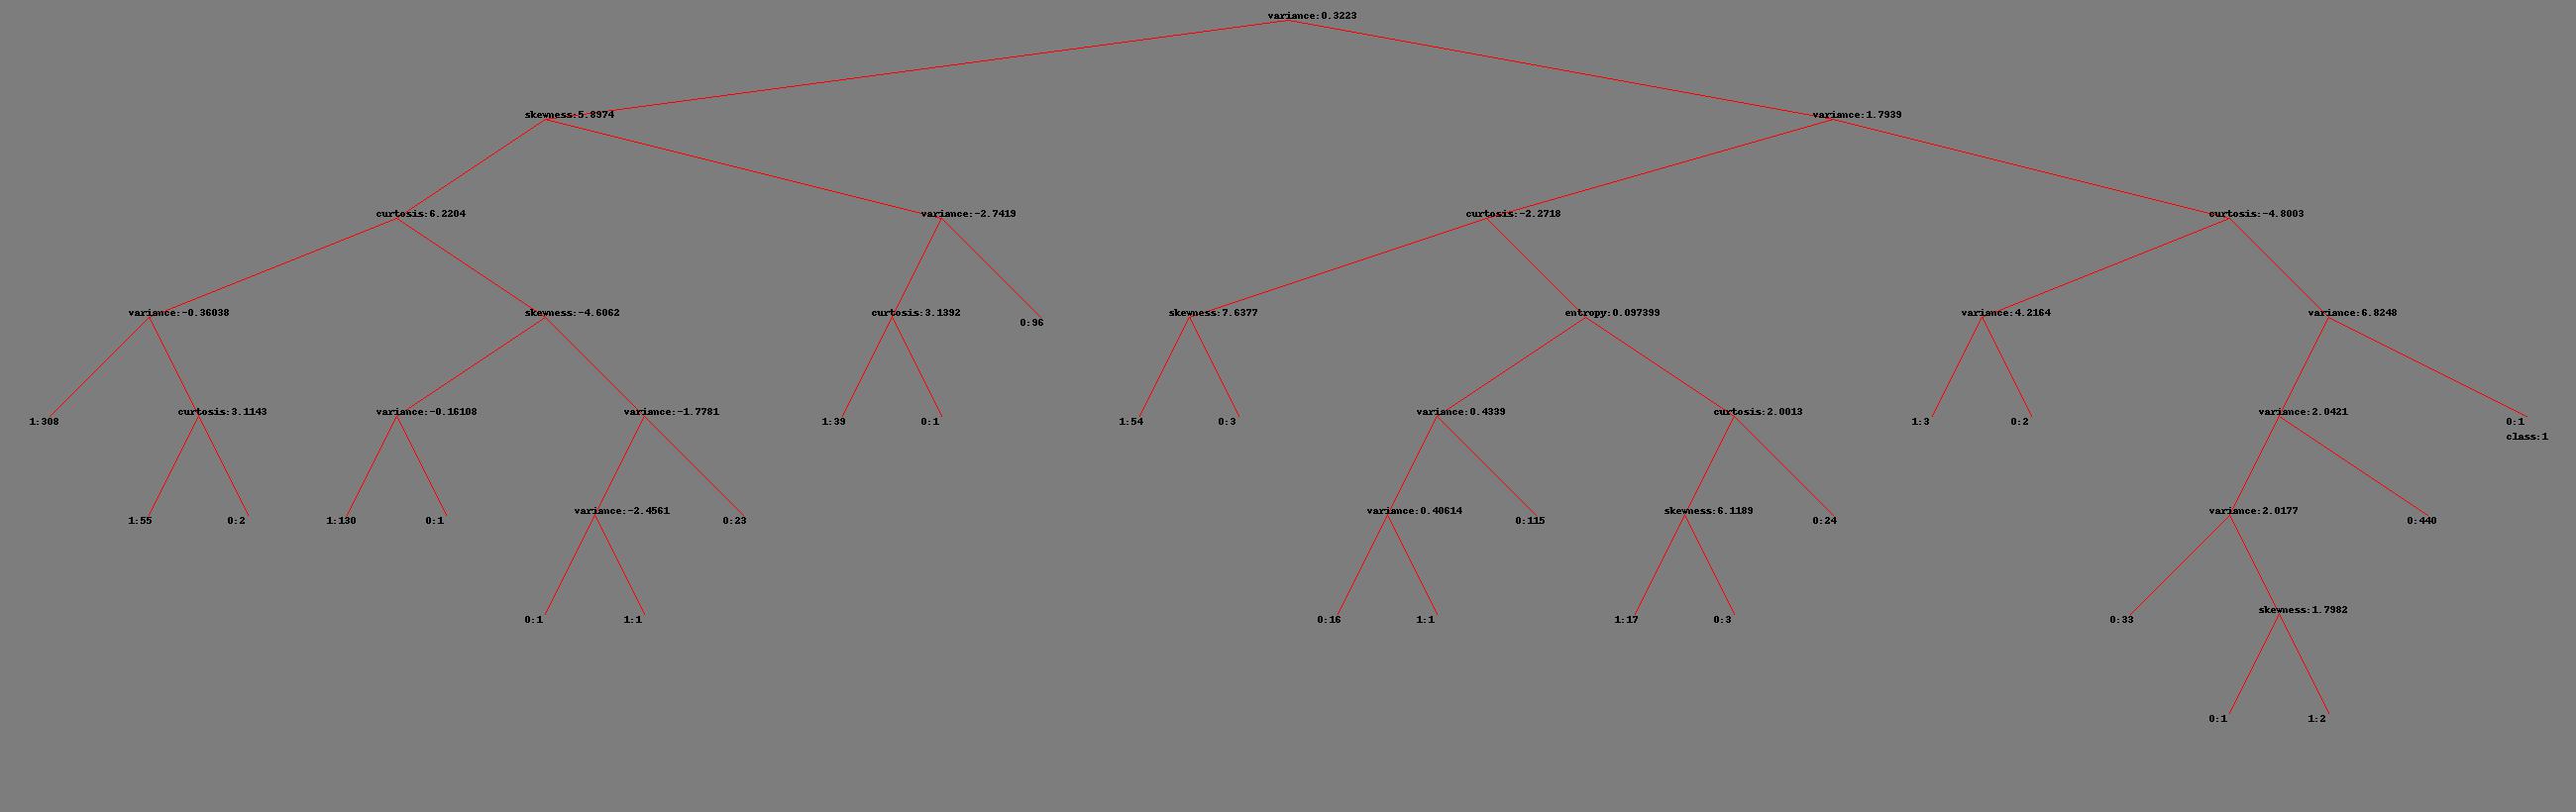 variance:0.3223
skewness:5.8974
variance:1.7939
curtosis:6.2204
variance:-2.7419
curtosis:-2.2718
curtosis:-4.8003
variance:-0.36038
skewness:-4.6062
curtosis:3.1392
0:96
skewness:7.6377
entropy:0.097399
variance:4.2164
variance:6.8248
1:308
curtosis:3.1143
variance:-0.16108
variance:-1.7781
1:39
0:1
1:54
0:3
variance:0.4339
curtosis:2.0013
1:3
0:2
variance:2.0421
0:1
class:1
1:55
0:2
1:130
0:1
variance:-2.4561
0:23
variance:0.40614
0:115
skewness:6.1189
0:24
variance:2.0177
0:440
0:1
1:1
0:16
1:1
1:17
0:3
0:33
skewness:1.7982
0:1
1:2